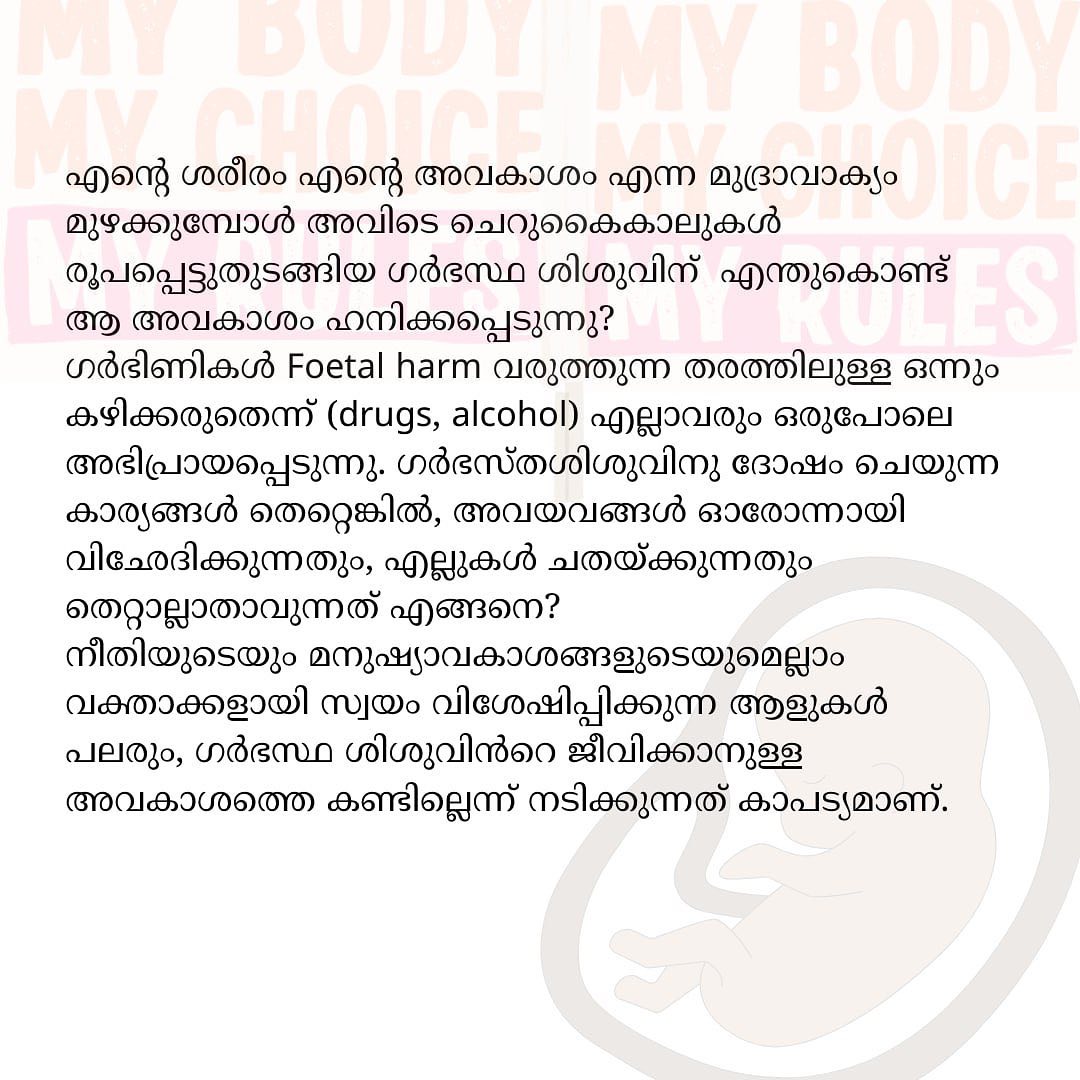 MY BODY MY BODY
MY CHOICE MY CHOICE
MY RULES MY RULES
എന്റെ ശരീരം എന്റെ അവകാശം എന്ന മുദ്രാവാക്യം
മുഴക്കുമ്പോൾ അവിടെ ചെറുകൈകാലുകൾ
രൂപപ്പെട്ടുതുടങ്ങിയ ഗർഭസ്ഥ ശിശുവിന് എന്തുകൊണ്ട്
ആ അവകാശം ഹനിക്കപ്പെടുന്നു?
ഗർഭിണികൾ Foetal harm വരുത്തുന്ന തരത്തിലുള്ള ഒന്നും
കഴിക്കരുതെന്ന് (drugs, alcohol) എല്ലാവരും ഒരുപോലെ
അഭിപ്രായപ്പെടുന്നു. ഗർഭസ്തശിശുവിനു ദോഷം ചെയുന്ന
കാര്യങ്ങൾ തെറ്റെങ്കിൽ, അവയവങ്ങൾ ഓരോന്നായി
വിഛേദിക്കുന്നതും, എല്ലുകൾ ചതയ്ക്കുന്നതും
തെറ്റാല്ലാതാവുന്നത് എങ്ങനെ?
നീതിയുടെയും മനുഷ്യാവകാശങ്ങളുടെയുമെല്ലാം
വക്താക്കളായി സ്വയം വിശേഷിപ്പിക്കുന്ന ആളുകൾ
പലരും, ഗർഭസ്ഥ ശിശുവിൻറെ ജീവിക്കാനുള്ള
അവകാശത്തെ കണ്ടില്ലെന്ന് നടിക്കുന്നത് കാപട്യമാണ്.